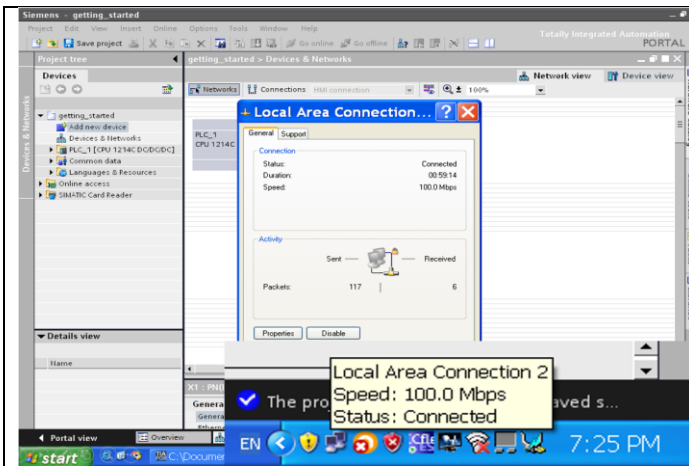 Siemens - getting_started
Project Edit View Insert Online Options Tools Window Help
Save project Go online Go offline
Totally Integrated Automation
PORTAL
Project tree
getting_started > Devices & Networks
Devices
Network view Device view
Networks Connections HMI connection 100%
getting_started
Add new device
Devices & Networks
PLC_1 [CPU 1214C DC/DC/DC]
Common data
Languages & Resources
Online access
SIMATIC Card Reader
Devices & Networks
PLC_1
CPU 1214C
Local Area Connection...
General Support
Connection
Status: Connected
Duration: 00:59:14
Speed: 100.0 Mbps
Activity
Sent Received
Packets: 117 6
Properties Disable
Details view
Name
Local Area Connection 2
Speed: 100.0 Mbps
Status: Connected
The pro
aved s...
Genera
Genera
Portal view Overview
start
C:\Documer
EN
7:25 PM